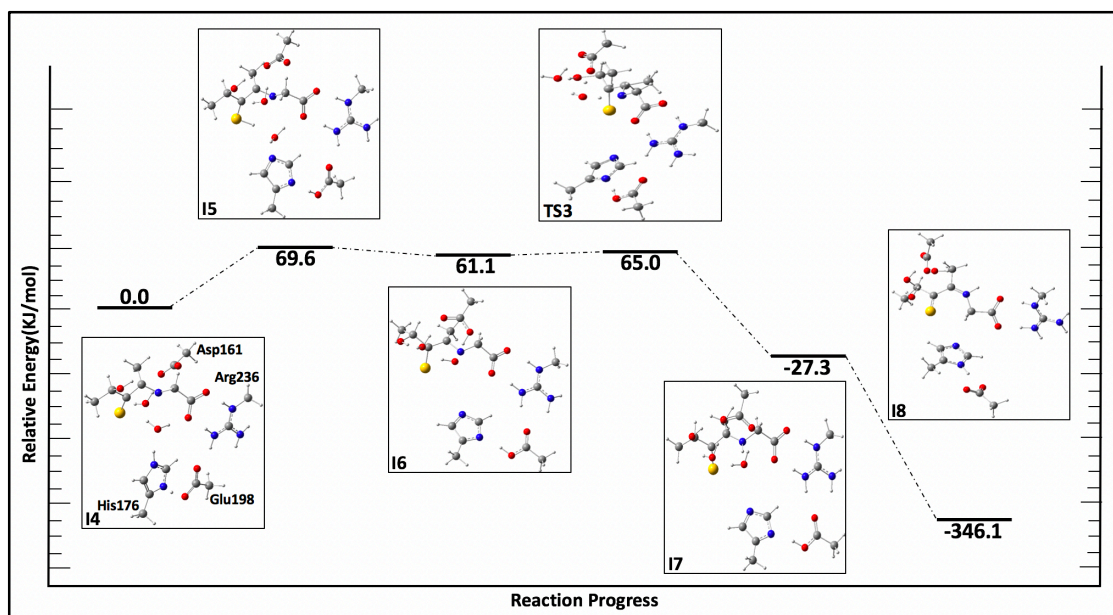 Relative Energy(KJ/mol)
I5
TS3
0.0
69.6
61.1
65.0
-27.3
-346.1
Asp161
Arg236
His176
Glu198
I4
I6
I7
I8
Reaction Progress